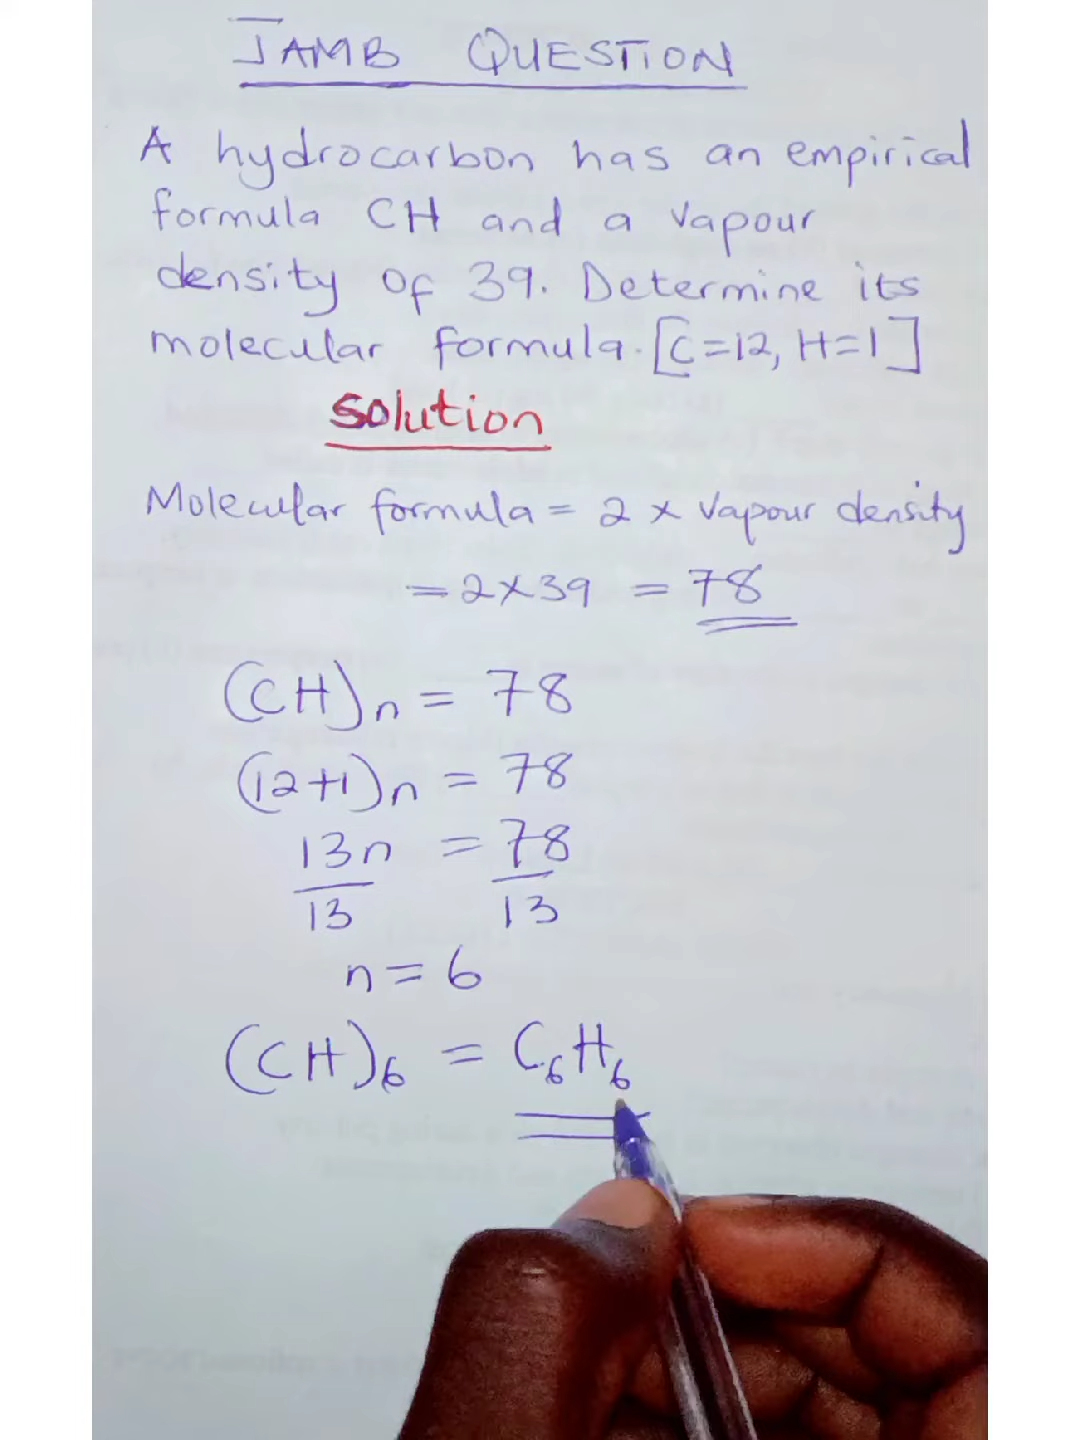 JAMB QUESTION
A hydrocarbon has an empirical
formula CH and a vapour
density of 39. Determine its
molecular formula. [C=12, H=1]
Solution
Molecular formula = 2 × vapour density
= 2×39 = 78
(CH)n = 78
(12+1)n = 78
13n = 78
13 13
n = 6
(CH)6 = C6H6